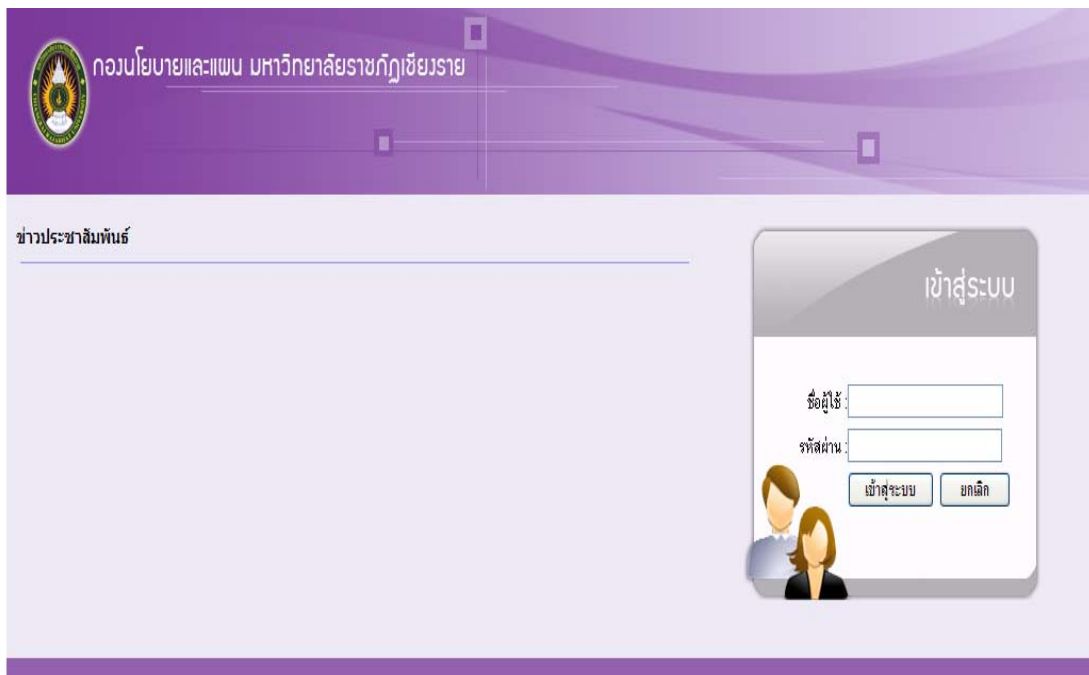 กองนโยบายและแผน มหาวิทยาลัยราชภัฏเชียงราย
ข่าวประชาสัมพันธ์
เข้าสู่ระบบ
ชื่อผู้ใช้ :
รหัสผ่าน :
เข้าสู่ระบบ ยกเลิก